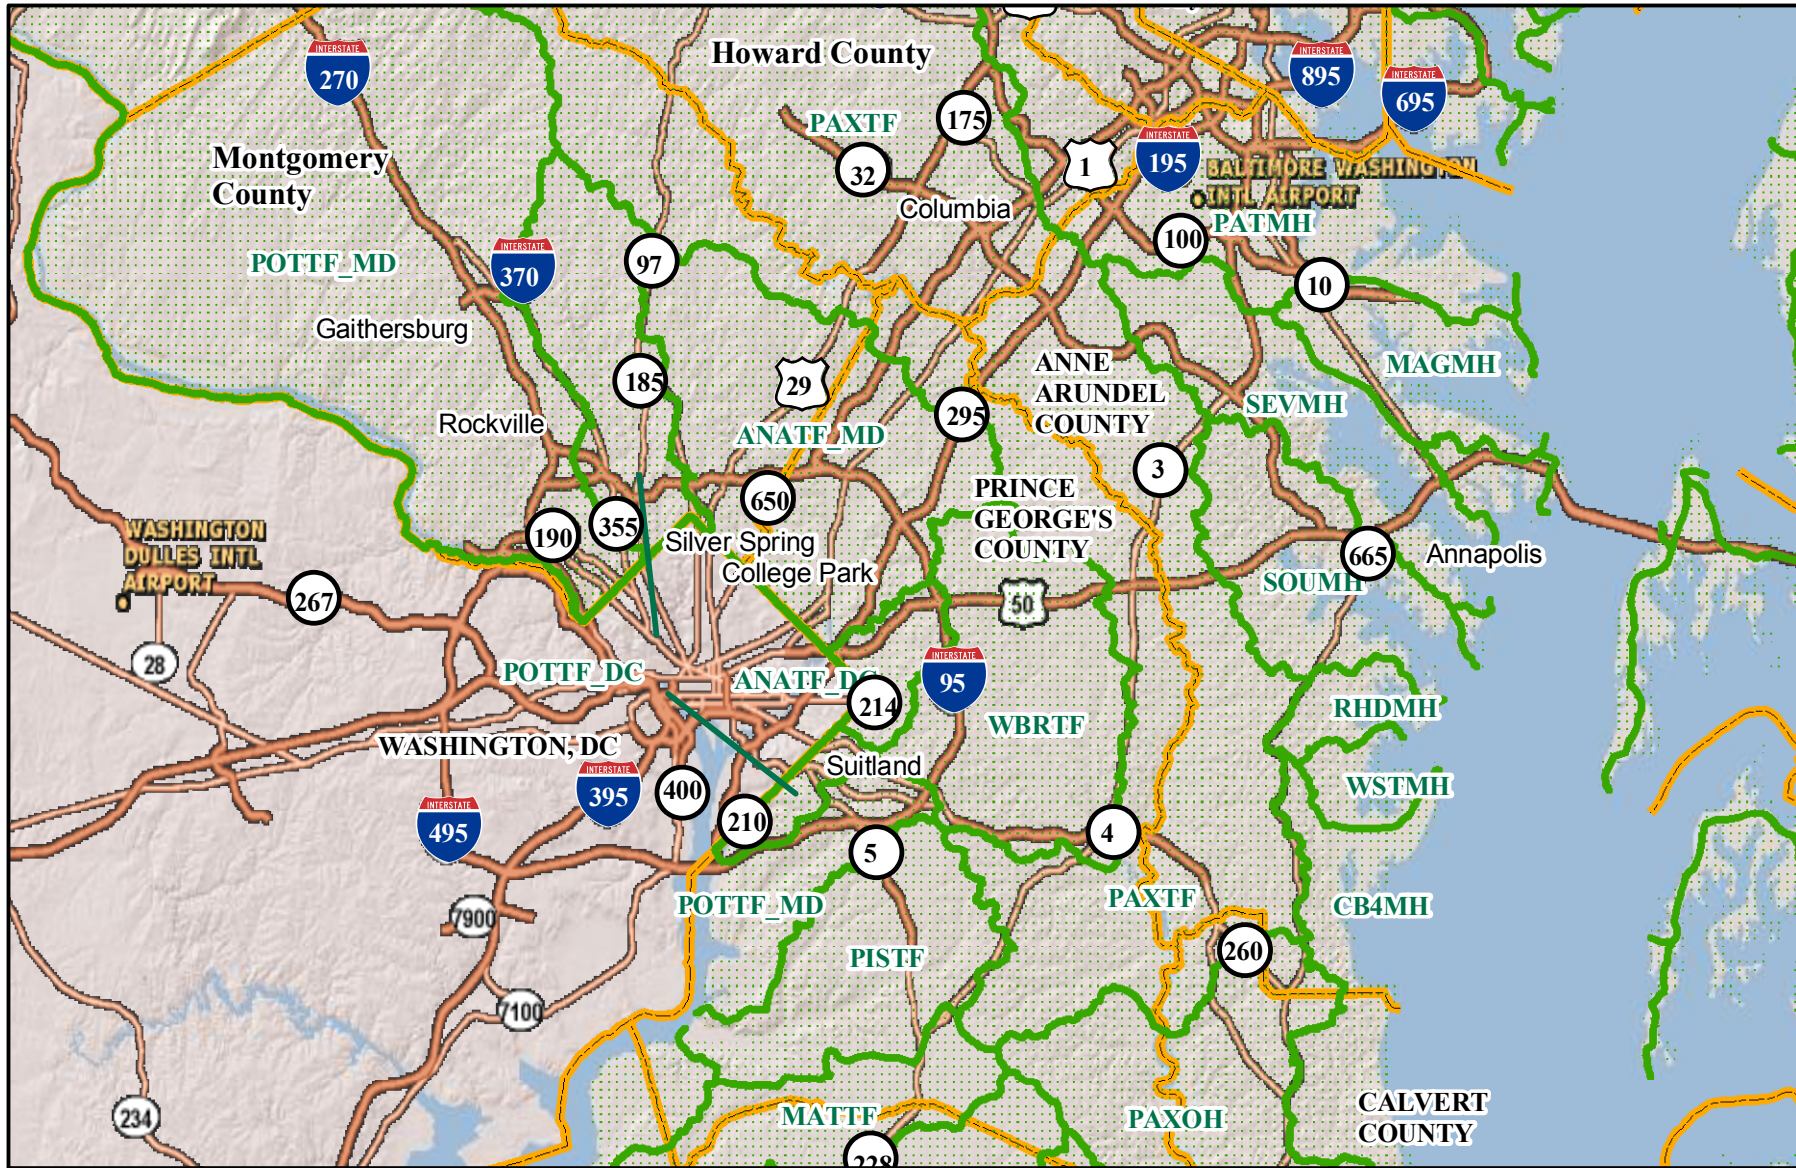 Howard County
INTERSTATE
270
INTERSTATE
895
INTERSTATE
695
PAXTF
175
32
1
INTERSTATE
195
Montgomery
County
BALTIMORE WASHINGTON
INTL AIRPORT
Columbia
PATMH
100
POTTF_MD
INTERSTATE
370
97
10
Gaithersburg
185
29
ANNE
ARUNDEL
COUNTY
MAGMH
SEVMH
295
Rockville
ANATF_MD
3
650
PRINCE
GEORGE'S
COUNTY
WASHINGTON
DULLES INTL
AIRPORT
190
355
Silver Spring
College Park
665
Annapolis
SOUMH
267
50
28
POTTF_DC
ANATF_DC
214
INTERSTATE
95
WBRTF
RHDMH
WASHINGTON, DC
Suitland
INTERSTATE
395
400
WSTMH
INTERSTATE
495
210
5
4
POTTF_MD
PAXTF
CB4MH
7900
PISTF
260
7100
234
MATTF
PAXOH
CALVERT
COUNTY
228